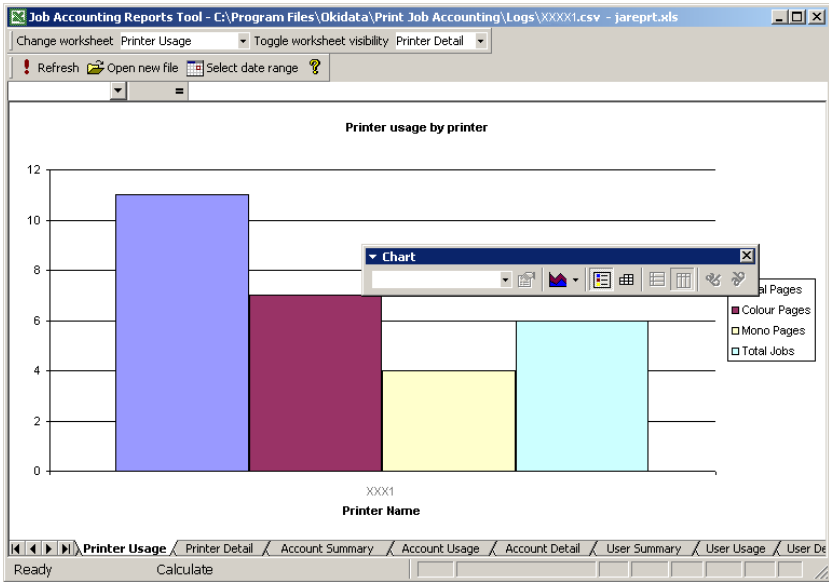 Job Accounting Reports Tool - C:\Program Files\Okidata\Print Job Accounting\Logs\XXXX1.csv - jareprt.xls
Change worksheet Printer Usage Toggle worksheet visibility Printer Detail
Refresh Open new file Select date range
=
Printer usage by printer
12
10
Chart
8
al Pages
Colour Pages
6
Mono Pages
Total Jobs
4
2
0
XXX1
Printer Name
Printer Usage Printer Detail Account Summary Account Usage Account Detail User Summary User Usage User De
Ready Calculate